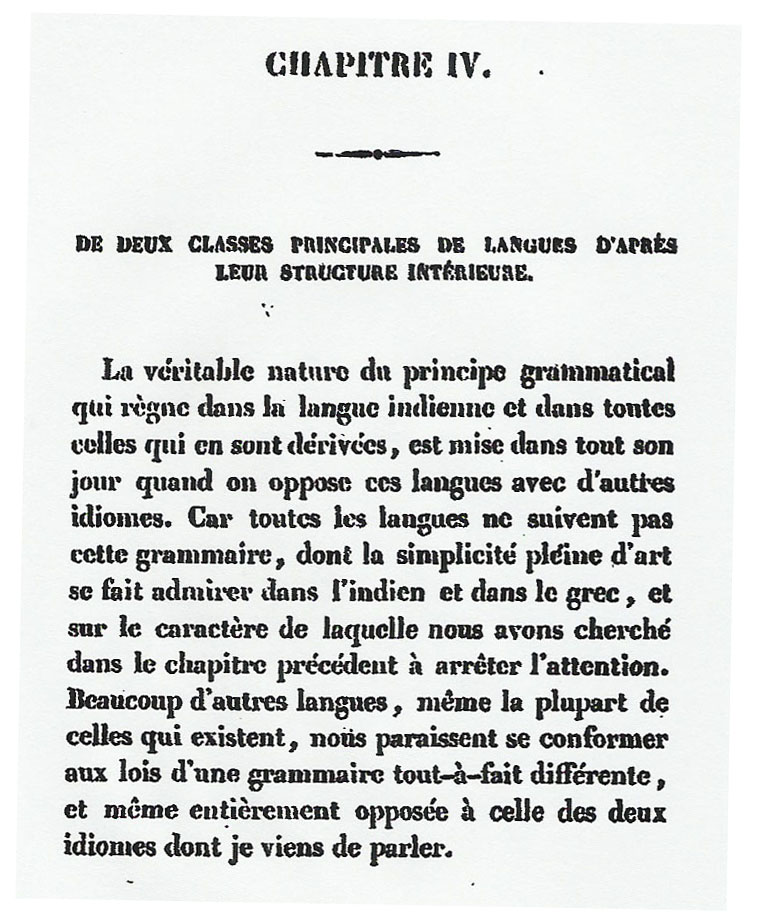 CHAPITRE IV.
DE DEUX CLASSES PRINCIPALES DE LANGUES D'APRÈS
LEUR STRUCTURE INTÉRIEURE.
La véritable nature du principe grammatical
qui règne dans la langue indienne et dans toutes
celles qui en sont dérivées, est mise dans tout son
jour quand on oppose ces langues avec d'autres
idiomes. Car toutes les langues ne suivent pas
cette grammaire, dont la simplicité pleine d'art
se fait admirer dans l'indien et dans le grec, et
sur le caractère de laquelle nous avons cherché
dans le chapitre précédent à arrêter l'attention.
Beaucoup d'autres langues, même la plupart de
celles qui existent, nous paraissent se conformer
aux lois d'une grammaire tout-à-fait différente,
et même entièrement opposée à celle des deux
idiomes dont je viens de parler.